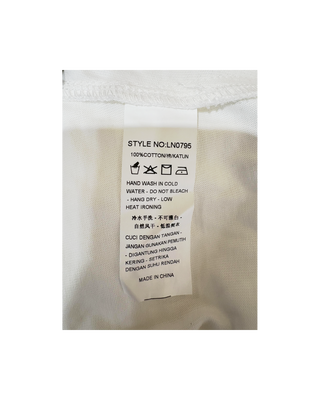 STYLE NO:LN0795
100%COTTON/棉/KATUN
HAND WASH IN COLD
WATER - DO NOT BLEACH
- HANG DRY - LOW
HEAT IRONING
冷水手洗 - 不可漂白 -
自然风干 - 低温熨烫
CUCI DENGAN TANGAN -
JANGAN GUNAKAN PEMUTIH
- DIGANTUNG HINGGA
KERING - SETRIKA
DENGAN SUHU RENDAH
MADE IN CHINA